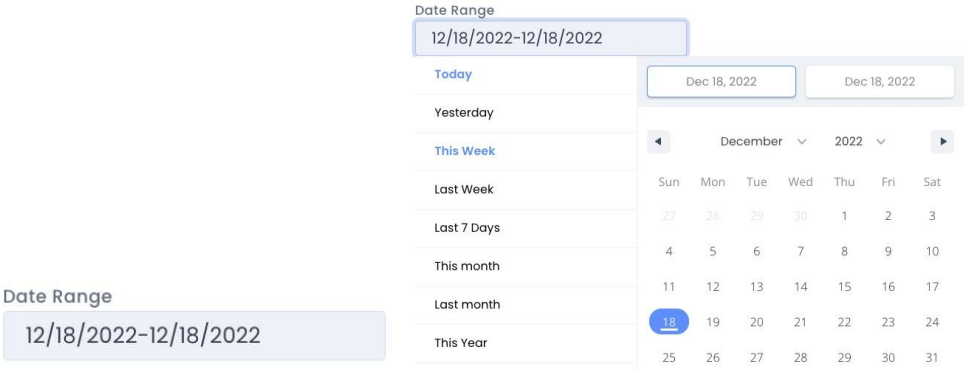 Date Range
12/18/2022-12/18/2022
Date Range
12/18/2022-12/18/2022
Today
Yesterday
This Week
Last Week
Last 7 Days
This month
Last month
This Year
Dec 18, 2022 Dec 18, 2022
December 2022
Sun Mon Tue Wed Thu Fri Sat
27 28 29 30 1 2 3
4 5 6 7 8 9 10
11 12 13 14 15 16 17
18 19 20 21 22 23 24
25 26 27 28 29 30 31